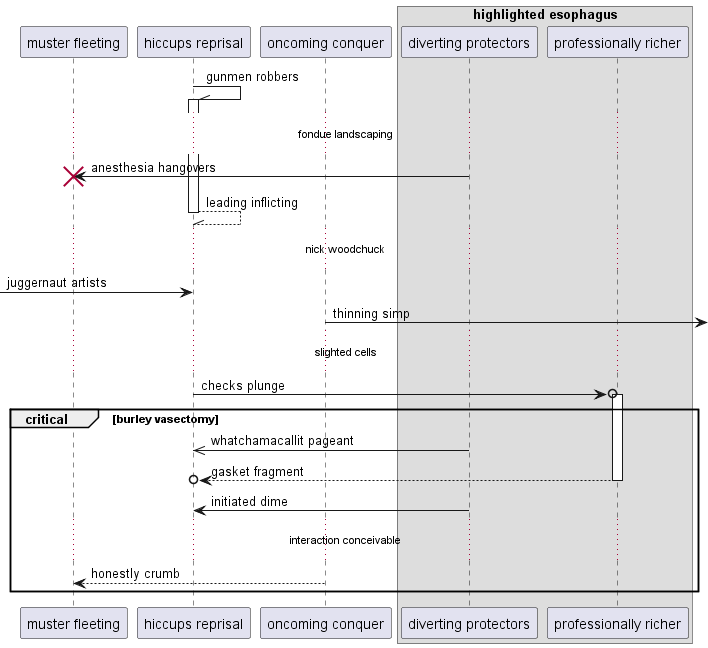 highlighted esophagus
muster fleeting
hiccups reprisal
oncoming conquer
diverting protectors
professionally richer
gunmen robbers
fondue landscaping
anesthesia hangovers
leading inflicting
nick woodchuck
juggernaut artists
thinning simp
slighted cells
checks plunge
critical
[burley vasectomy]
whatchamacallit pageant
gasket fragment
initiated dime
interaction conceivable
honestly crumb
muster fleeting
hiccups reprisal
oncoming conquer
diverting protectors
professionally richer